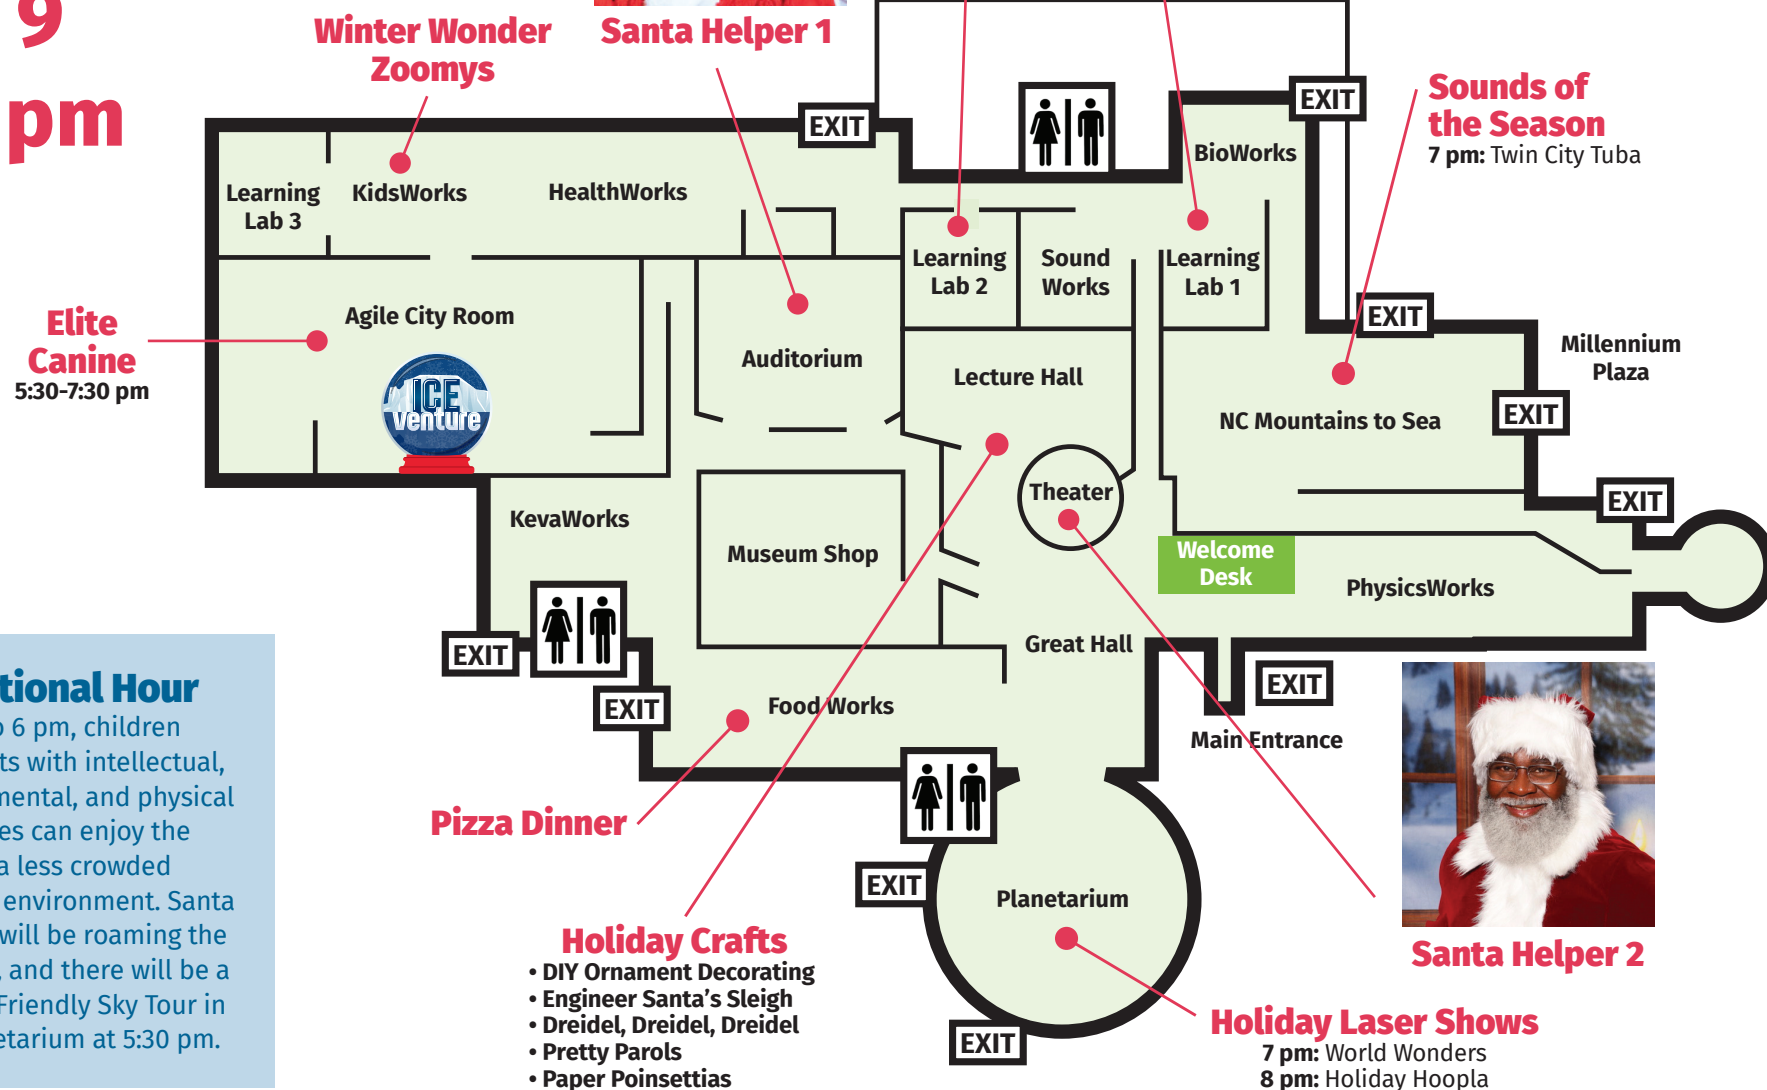 9
pm
Winter Wonder
Zoomys
Santa Helper 1
Sounds of
the Season
7 pm: Twin City Tuba
EXIT
EXIT
BioWorks
Learning
Lab 3
KidsWorks
HealthWorks
Learning
Lab 2
Sound
Works
Learning
Lab 1
Elite
Canine
5:30-7:30 pm
Agile City Room
ICE
venture
Auditorium
Lecture Hall
EXIT
Millennium
Plaza
NC Mountains to Sea
EXIT
Theater
EXIT
KevaWorks
Museum Shop
Welcome
Desk
PhysicsWorks
Great Hall
EXIT
EXIT
EXIT
Food Works
Main Entrance
tional Hour
6 pm, children
ts with intellectual,
mental, and physical
es can enjoy the
a less crowded
environment. Santa
will be roaming the
, and there will be a
Friendly Sky Tour in
etarium at 5:30 pm.
Pizza Dinner
EXIT
Planetarium
Santa Helper 2
Holiday Crafts
• DIY Ornament Decorating
• Engineer Santa's Sleigh
• Dreidel, Dreidel, Dreidel
• Pretty Parols
• Paper Poinsettias
EXIT
Holiday Laser Shows
7 pm: World Wonders
8 pm: Holiday Hoopla